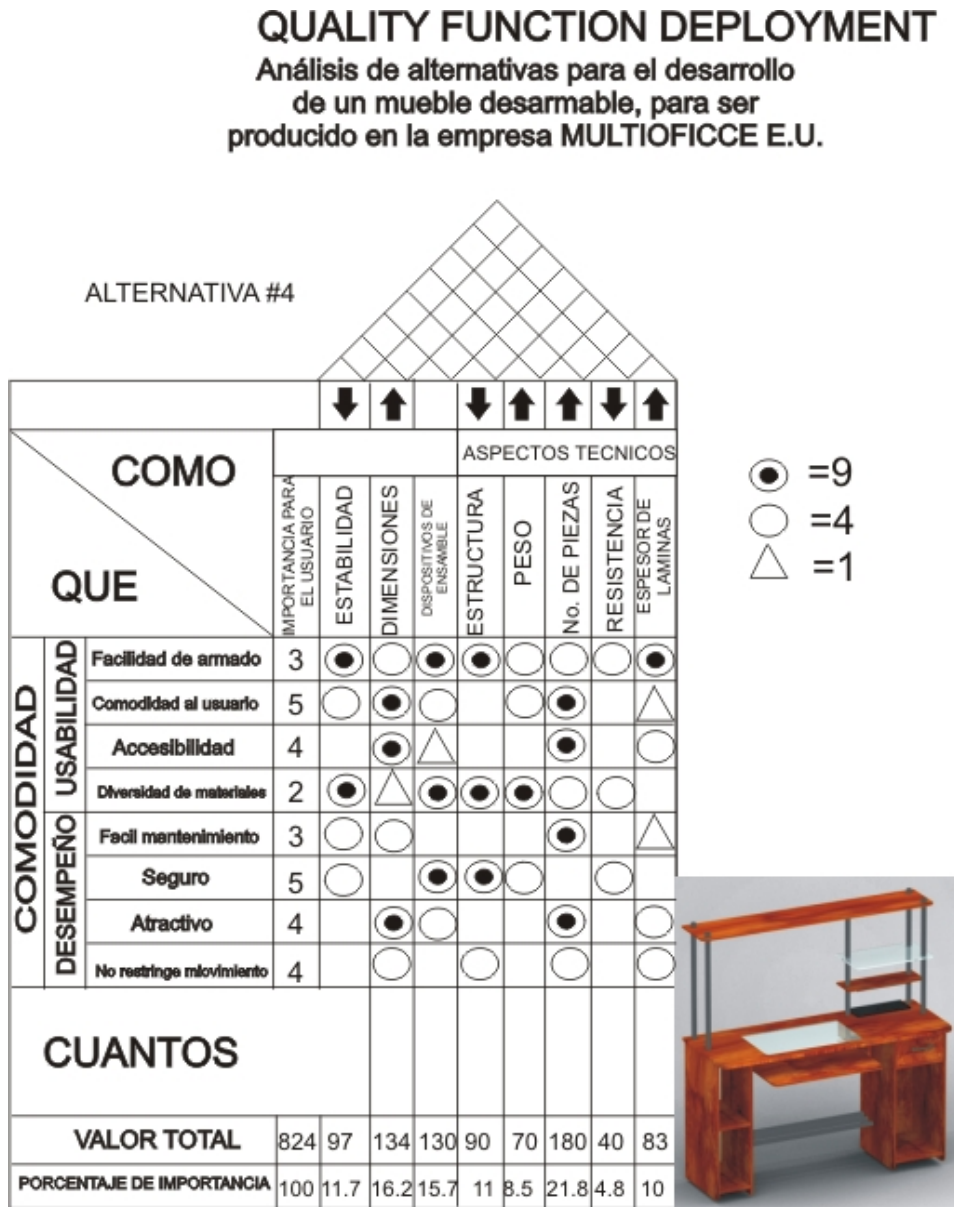 QUALITY FUNCTION DEPLOYMENT
Análisis de alternativas para el desarrollo
de un mueble desarmable, para ser
producido en la empresa MULTIOFICCE E.U.
ALTERNATIVA #4
ASPECTOS TECNICOS
COMO
QUE
IMPORTANCIA PARA
EL USUARIO
ESTABILIDAD
DIMENSIONES
DISPOSITIVOS DE
ENSAMBLE
ESTRUCTURA
PESO
No. DE PIEZAS
RESISTENCIA
ESPESOR DE
LAMINAS
=9
=4
=1
COMODIDAD
USABILIDAD
Facilidad de armado 3
Comodidad al usuario 5
Accesibilidad 4
Diversidad de materiales 2
DESEMPEÑO
Facil mantenimiento 3
Seguro 5
Atractivo 4
No restringe miovimiento 4
CUANTOS
VALOR TOTAL 824 97 134 130 90 70 180 40 83
PORCENTAJE DE IMPORTANCIA 100 11.7 16.2 15.7 11 8.5 21.8 4.8 10